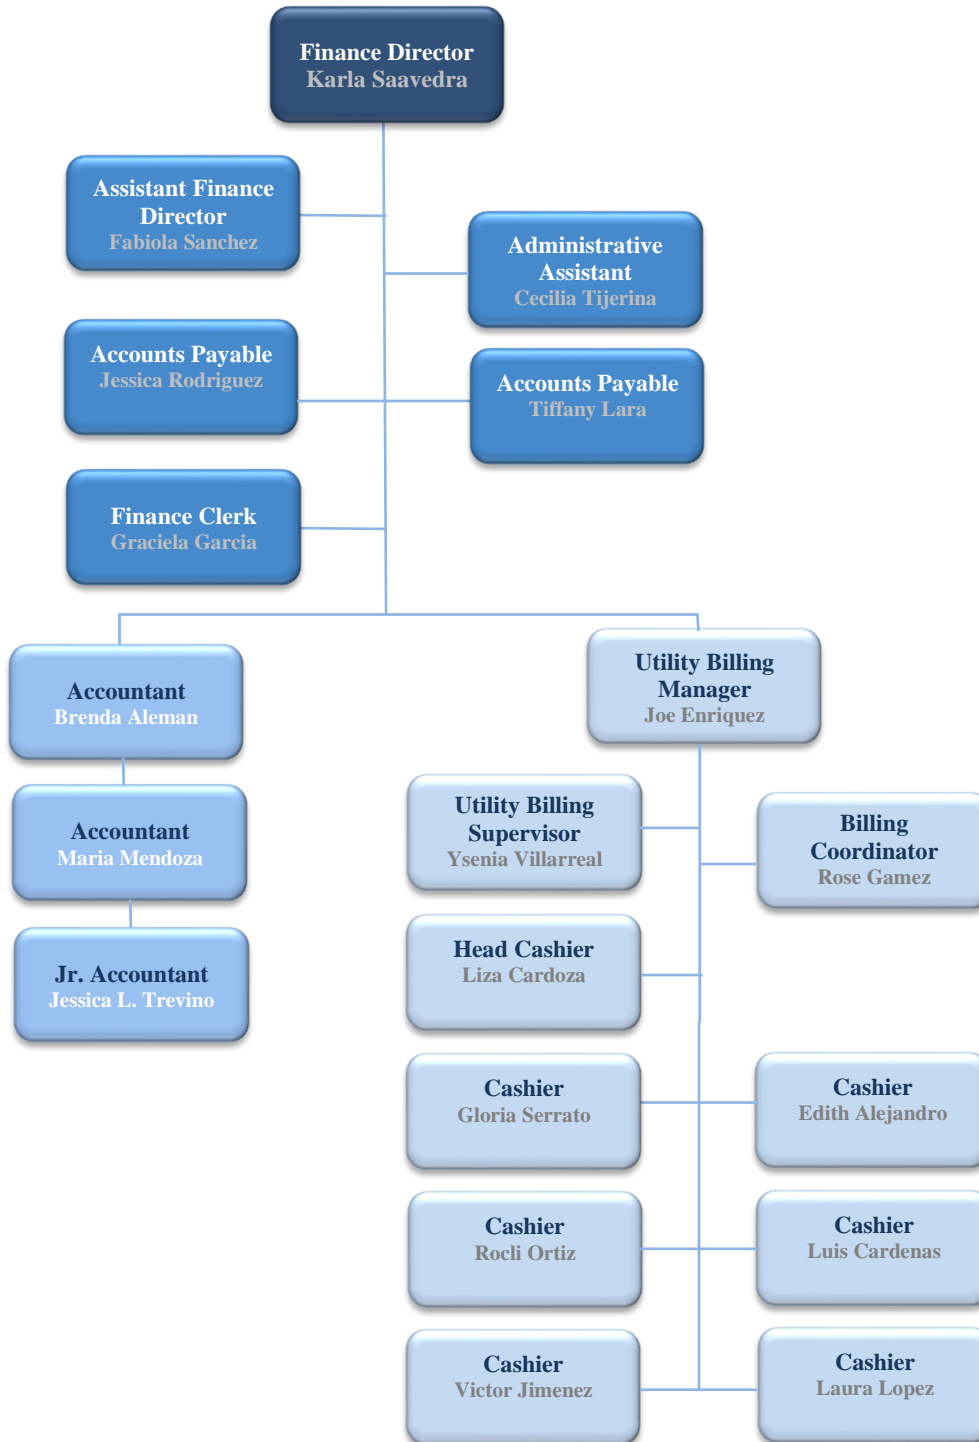 Finance Director
Karla Saavedra
Assistant Finance
Director
Fabiola Sanchez
Administrative
Assistant
Cecilia Tijerina
Accounts Payable
Jessica Rodriguez
Accounts Payable
Tiffany Lara
Finance Clerk
Graciela Garcia
Accountant
Brenda Aleman
Accountant
Maria Mendoza
Jr. Accountant
Jessica L. Trevino
Utility Billing
Manager
Joe Enriquez
Utility Billing
Supervisor
Ysenia Villarreal
Billing
Coordinator
Rose Gamez
Head Cashier
Liza Cardoza
Cashier
Gloria Serrato
Cashier
Edith Alejandro
Cashier
Rocli Ortiz
Cashier
Luis Cardenas
Cashier
Victor Jimenez
Cashier
Laura Lopez